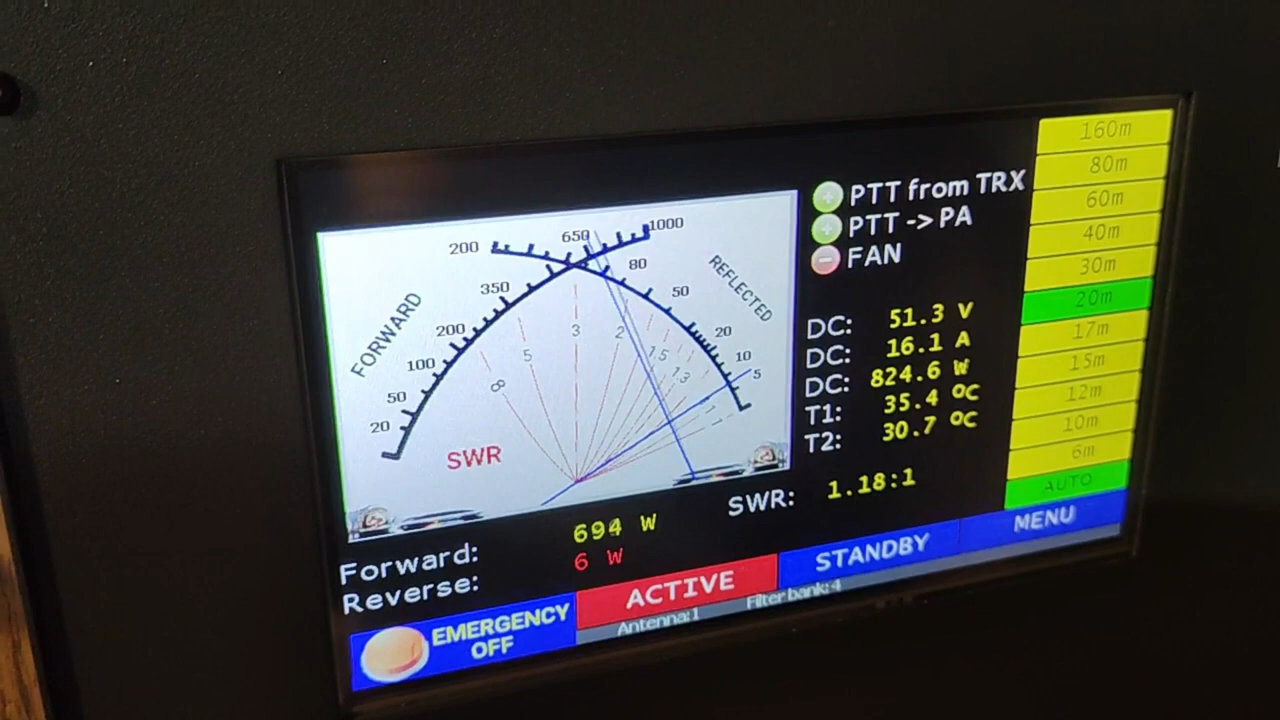 200
650
1000
350
80
50
200
100
50
20
20
10
5
FORWARD
REFLECTED
8
5
3
2
1.5
1.3
SWR
PTT from TRX
PTT -> PA
FAN
DC: 51.3 V
DC: 16.1 A
DC: 824.6 W
T1: 35.4 ºC
T2: 30.7 ºC
SWR: 1.18:1
Forward: 694 W
Reverse: 6 W
160m
80m
60m
40m
30m
20m
17m
15m
12m
10m
6m
AUTO
EMERGENCY
OFF
ACTIVE
STANDBY
MENU
Antenna:1
Filter bank:4